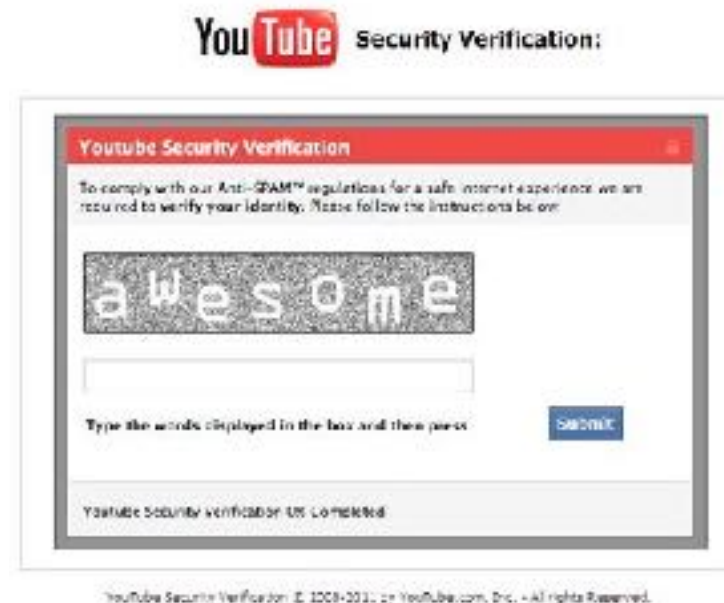 YouTube Security Verification:
Youtube Security Verification
To comply with our Anti-SPAM™ regulations for a safe internet experience we are
required to verify your identity. Please follow the instructions below
awesome
Type the words displayed in the box and then press
Submit
Youtube Security Verification 0% Completed
YouTube Security Verification © 2008-2011 by YouTube.com, Inc. - All rights Reserved.